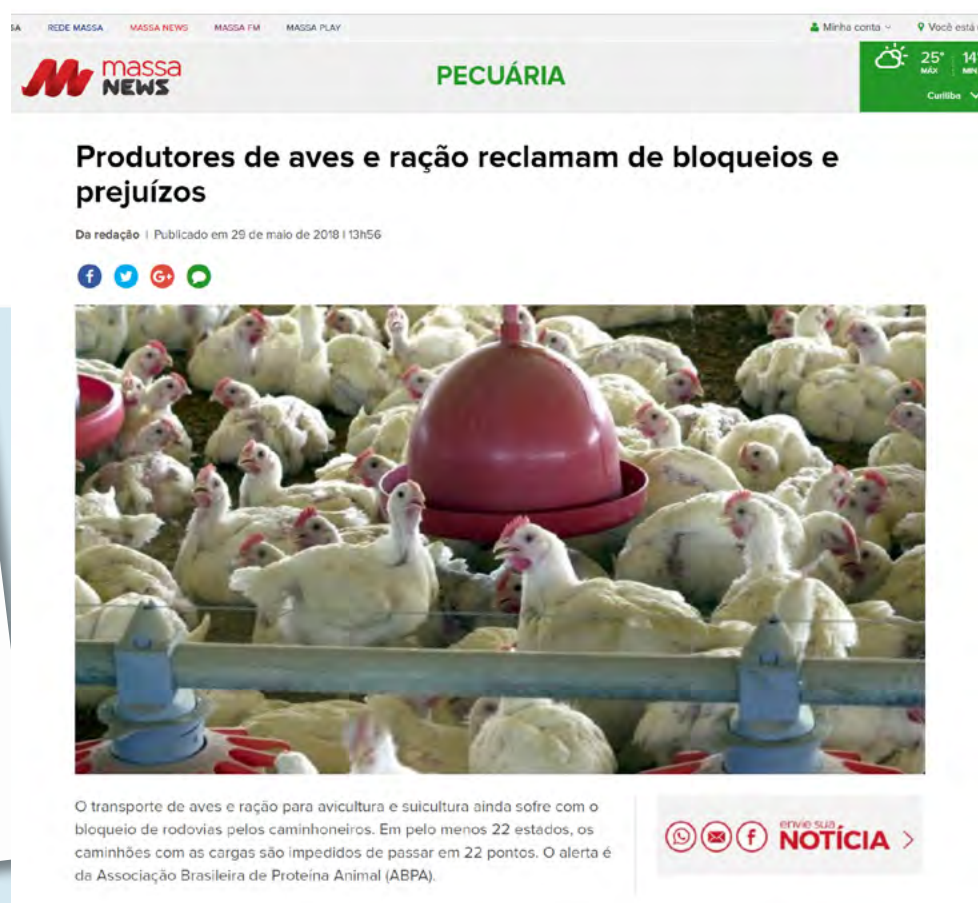 REDE MASSA MASSA NEWS MASSA FM MASSA PLAY
Minha conta Você está
massa
NEWS
PECUÁRIA
25° 14°
MÁX MIN
Curitiba
Produtores de aves e ração reclamam de bloqueios e
prejuízos
Da redação | Publicado em 29 de maio de 2018 | 13h56
O transporte de aves e ração para avicultura e suicultura ainda sofre com o
bloqueio de rodovias pelos caminhoneiros. Em pelo menos 22 estados, os
caminhões com as cargas são impedidos de passar em 22 pontos. O alerta é
da Associação Brasileira de Proteína Animal (ABPA).
envie sua
NOTÍCIA